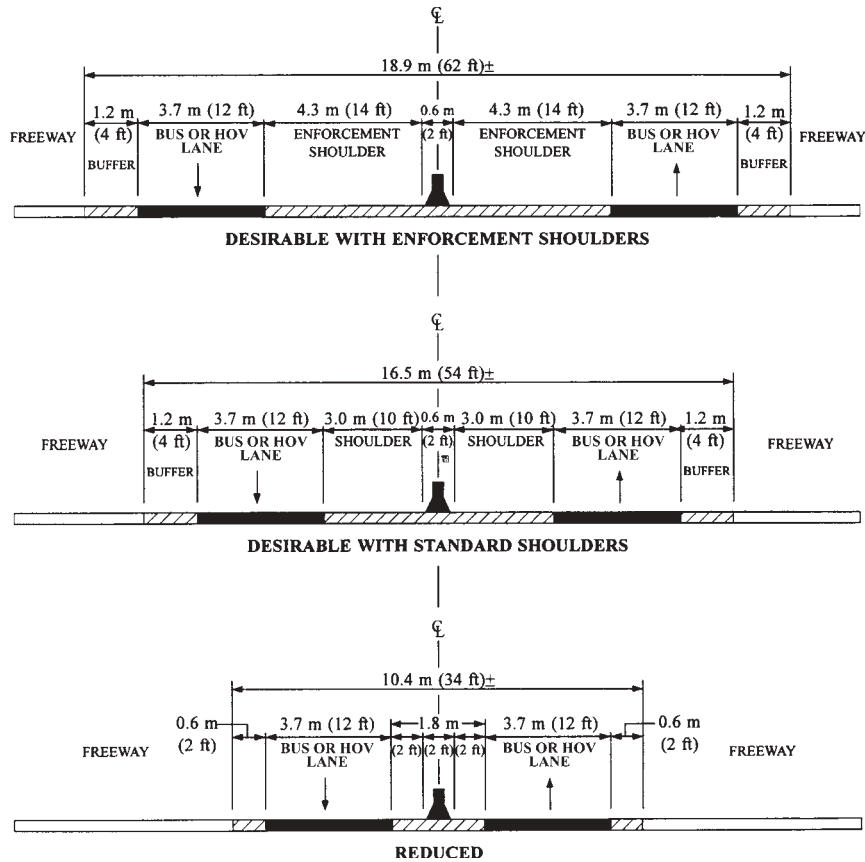 ℄
18.9 m (62 ft)±
1.2 m 3.7 m (12 ft) 4.3 m (14 ft) 0.6 m 4.3 m (14 ft) 3.7 m (12 ft) 1.2 m
FREEWAY (4 ft) BUS OR HOV ENFORCEMENT (2 ft) ENFORCEMENT BUS OR HOV (4 ft) FREEWAY
BUFFER LANE SHOULDER SHOULDER LANE BUFFER
DESIRABLE WITH ENFORCEMENT SHOULDERS
℄
16.5 m (54 ft)±
1.2 m 3.7 m (12 ft) 3.0 m (10 ft) 0.6 m 3.0 m (10 ft) 3.7 m (12 ft) 1.2 m
FREEWAY (4 ft) BUS OR HOV SHOULDER (2 ft) SHOULDER BUS OR HOV (4 ft) FREEWAY
BUFFER LANE LANE BUFFER
DESIRABLE WITH STANDARD SHOULDERS
℄
10.4 m (34 ft)±
0.6 m 3.7 m (12 ft) 1.8 m 3.7 m (12 ft) 0.6 m
FREEWAY (2 ft) BUS OR HOV (2 ft) (2 ft) (2 ft) BUS OR HOV (2 ft) FREEWAY
LANE LANE
REDUCED